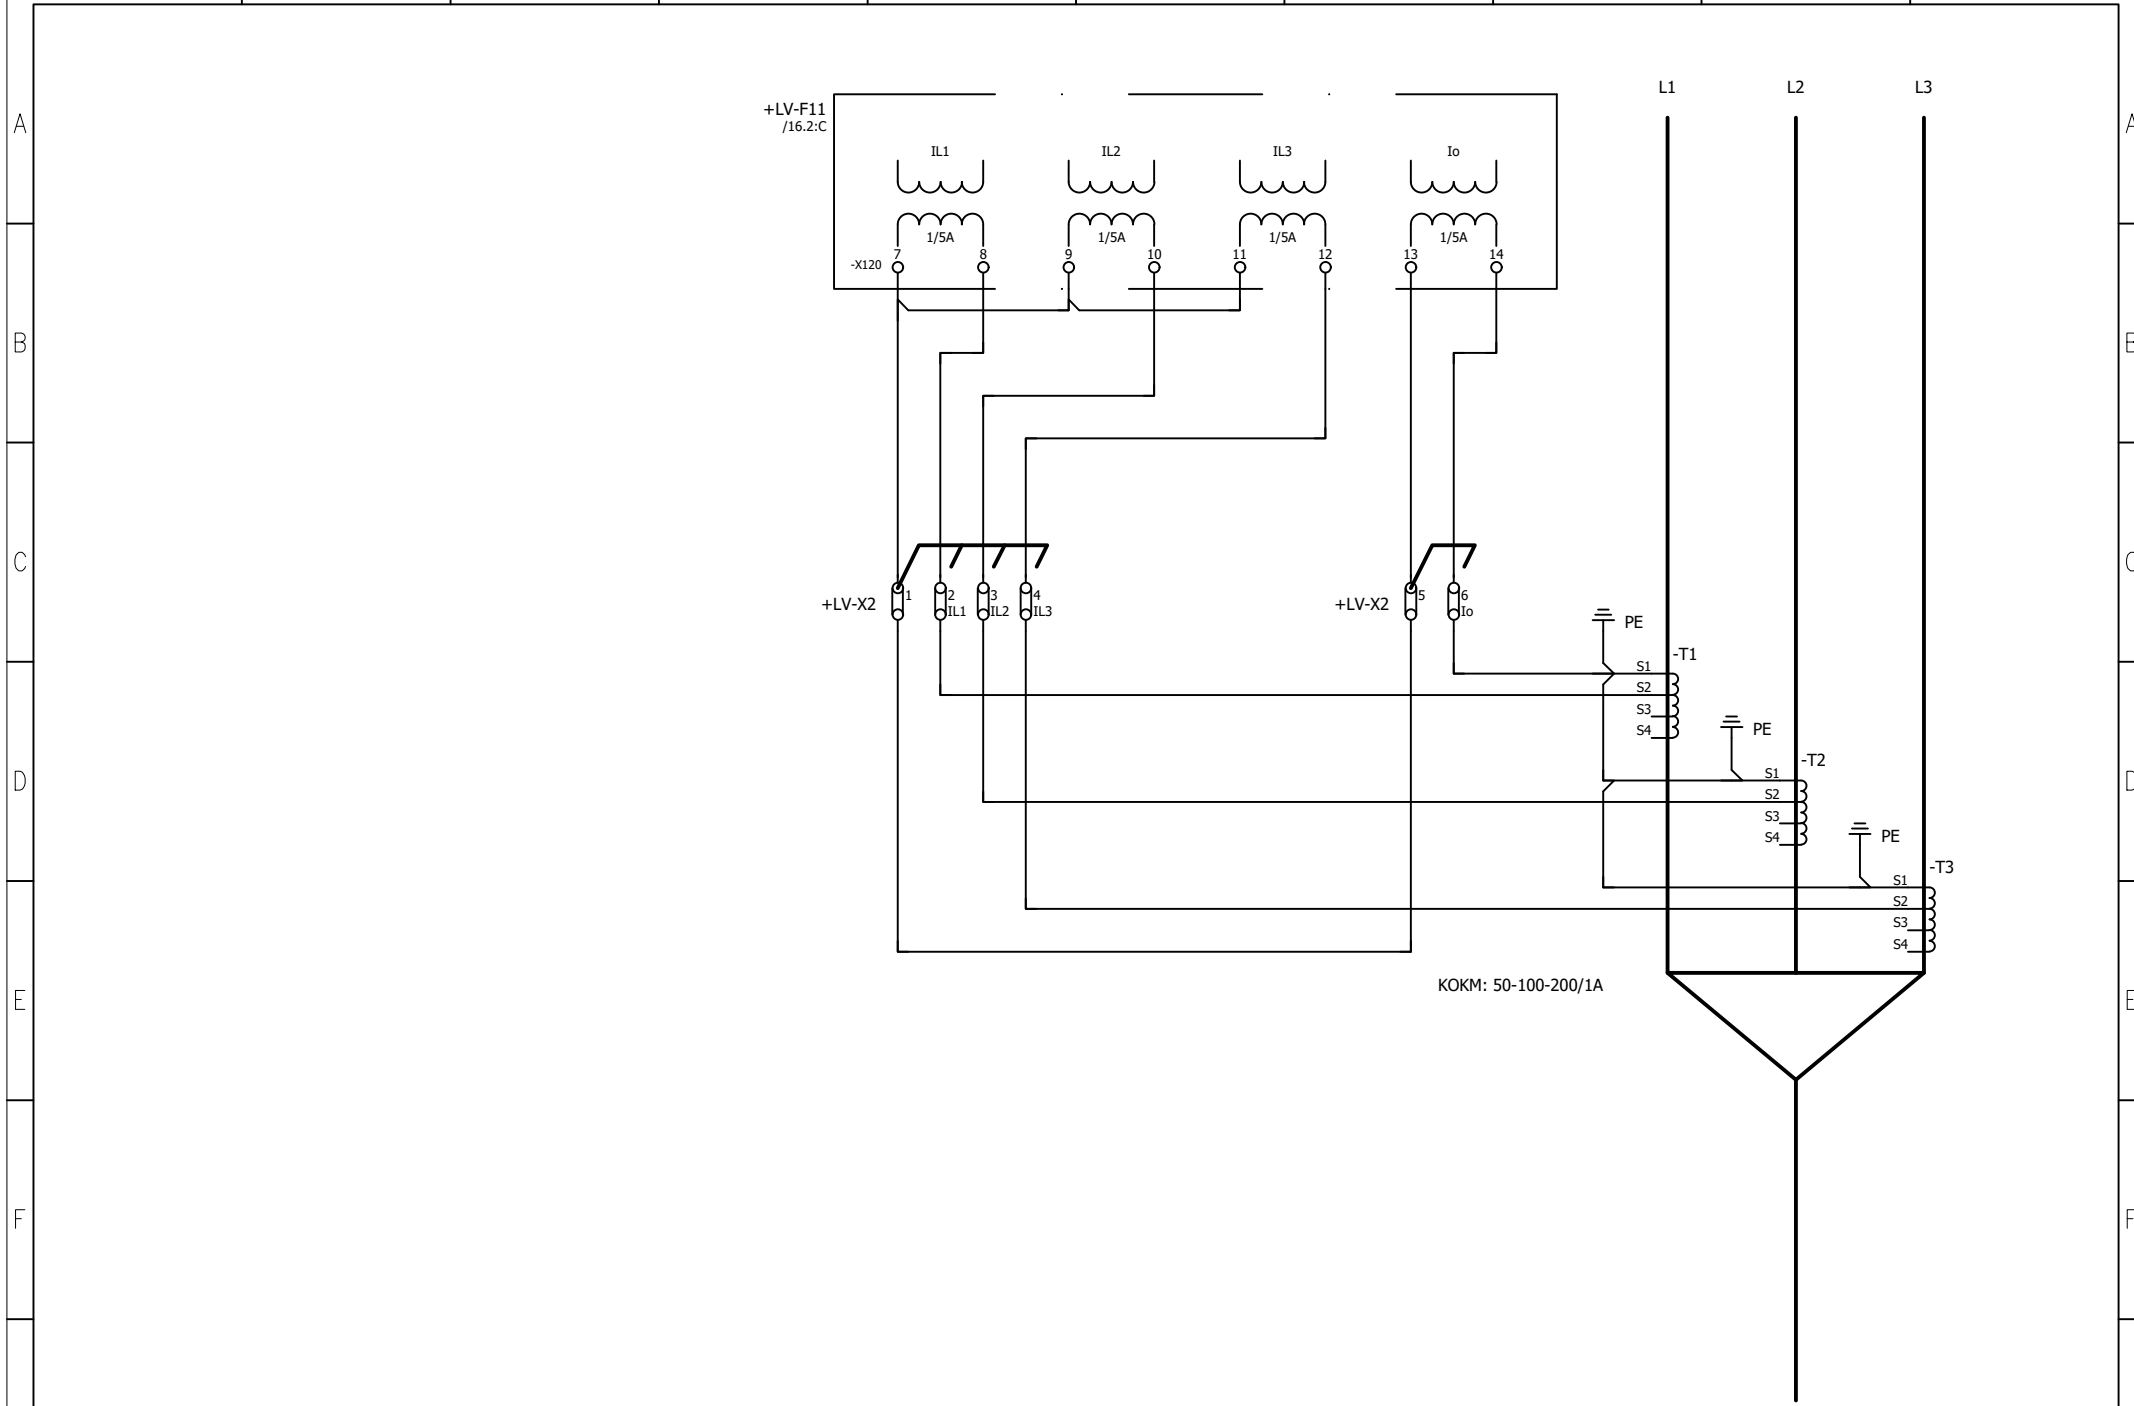 L1 L2 L3
+LV-F11
/16.2:C
A A
IL1 IL2 IL3 Io
1/5A 1/5A 1/5A 1/5A
-X120 7 8 9 10 11 12 13 14
B B
C C
+LV-X2 1 2 3 4 +LV-X2 5 6
IL1 IL2 IL3 Io
PE
-T1
S1
S2
S3
S4
PE
-T2
D D
S1
S2
S3
S4
PE
-T3
S1
S2
S3
S4
KOKM: 50-100-200/1A
E E
F F